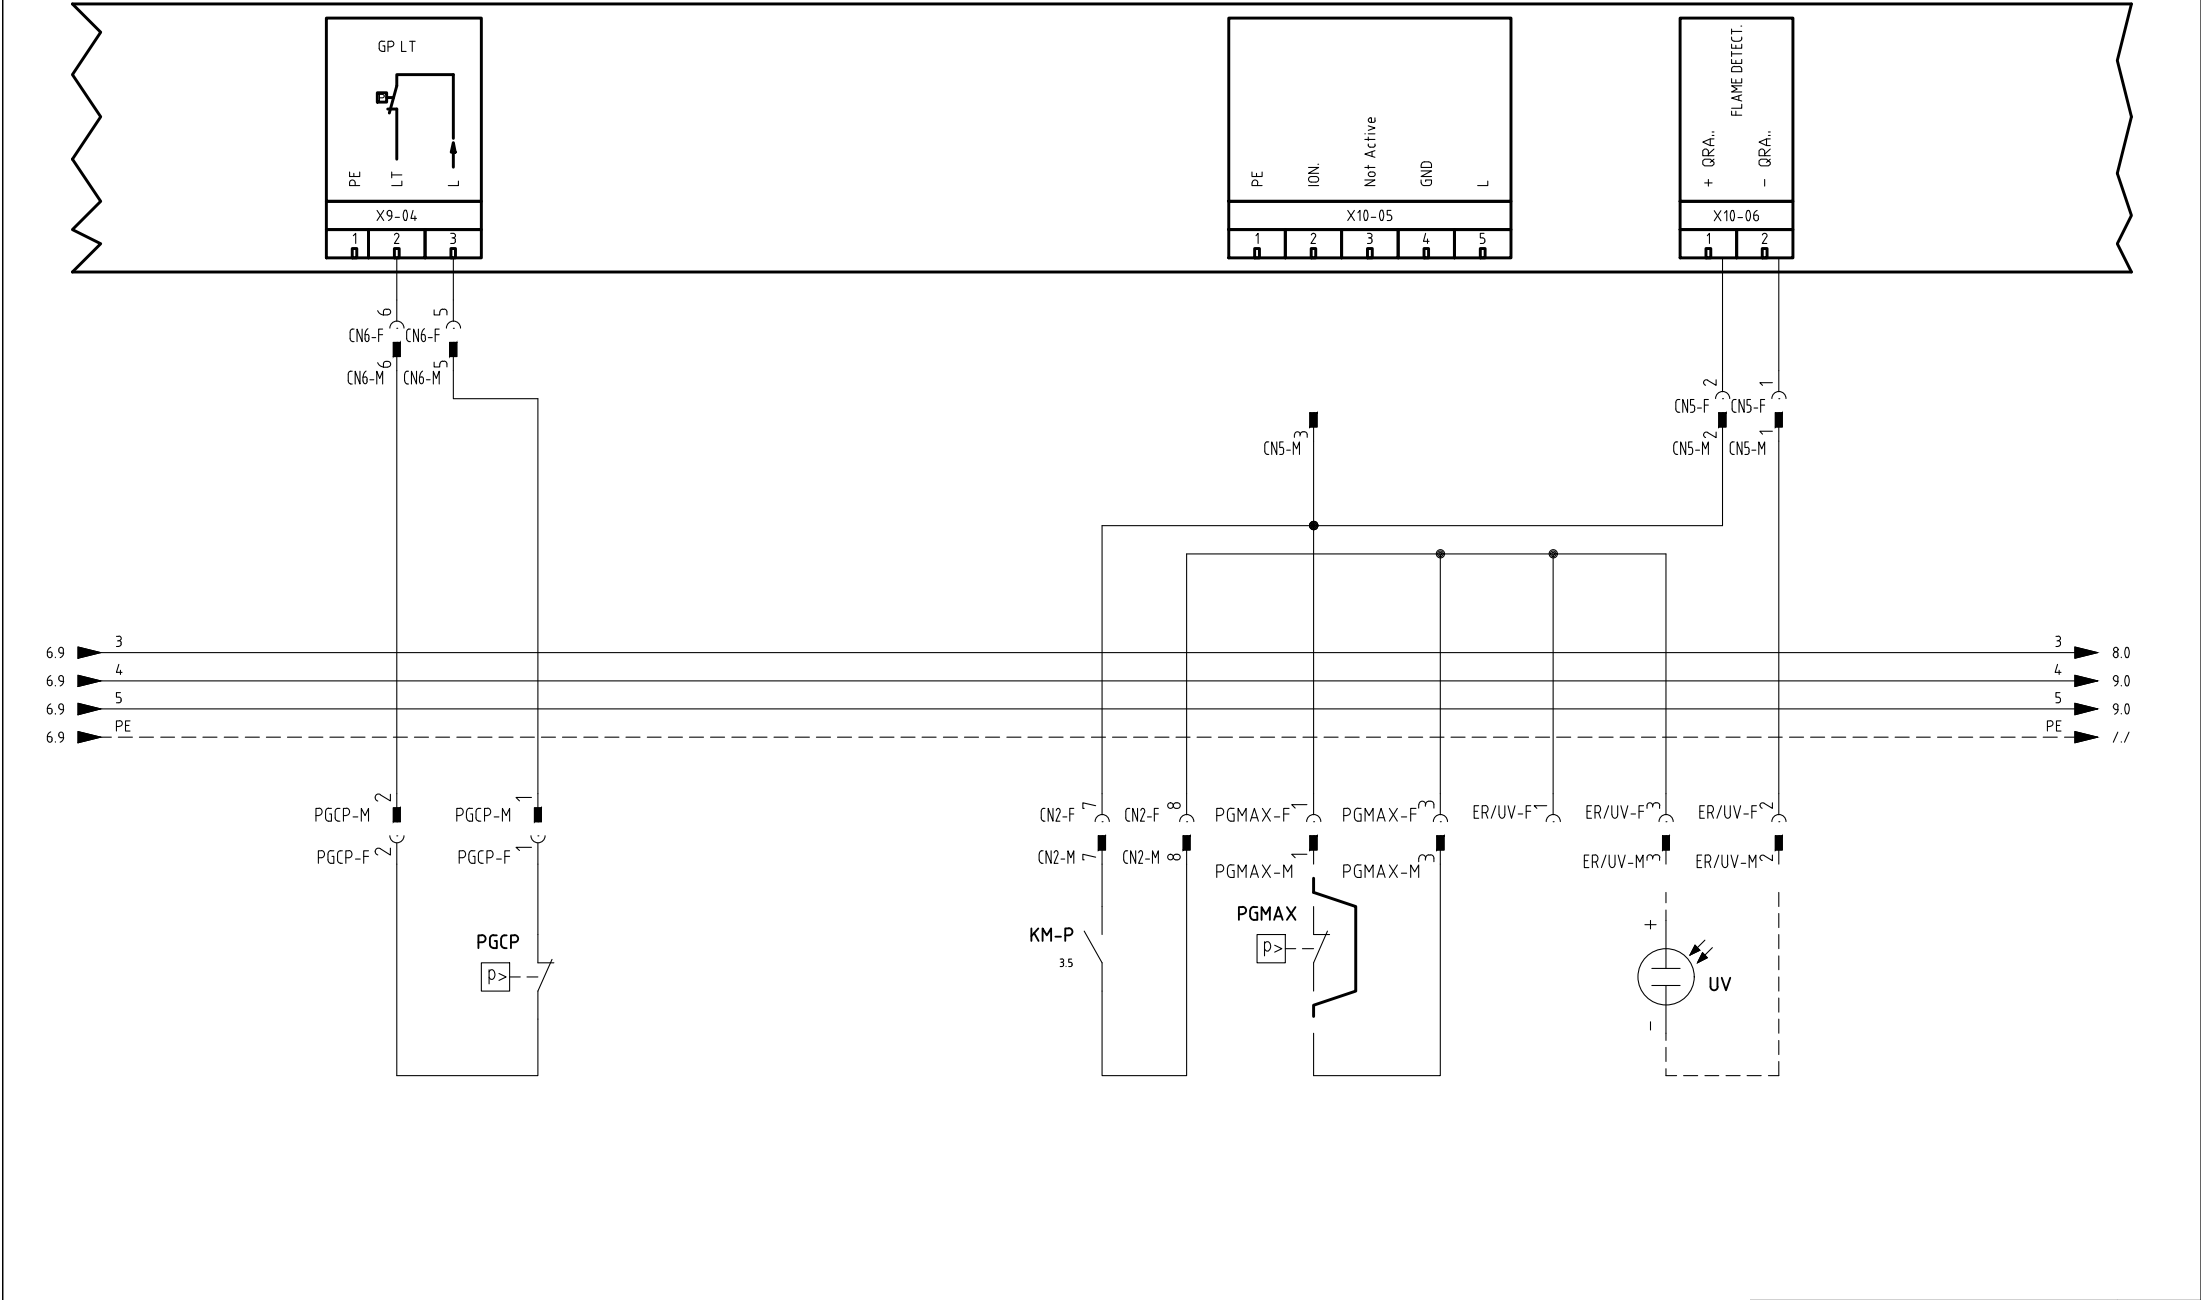 GP LT
FLAME DETECT.
PE
LT
L
PE
ION.
Not Active
GND
L
+ QRA..
- QRA..
X9-04
X10-05
X10-06
1 2 3
1 2 3 4 5
1 2
6 5
CN6-F CN6-F
6 5
CN6-M CN6-M
2 1
CN5-F CN5-F
3 2 1
CN5-M CN5-M CN5-M
6.9 3 3 8.0
6.9 4 4 9.0
6.9 5 5 9.0
6.9 PE PE /./
PGCP-M 2 PGCP-M 1
CN2-F 7 CN2-F 8 PGMAX-F 1 PGMAX-F 3 ER/UV-F 1 ER/UV-F 3 ER/UV-F 2
PGCP-F 2 PGCP-F 1
CN2-M 7 CN2-M 8 PGMAX-M 1 PGMAX-M 3 ER/UV-M 3 ER/UV-M 2
PGMAX
KM-P
3.5
PGCP
P>
P>
+
UV
-